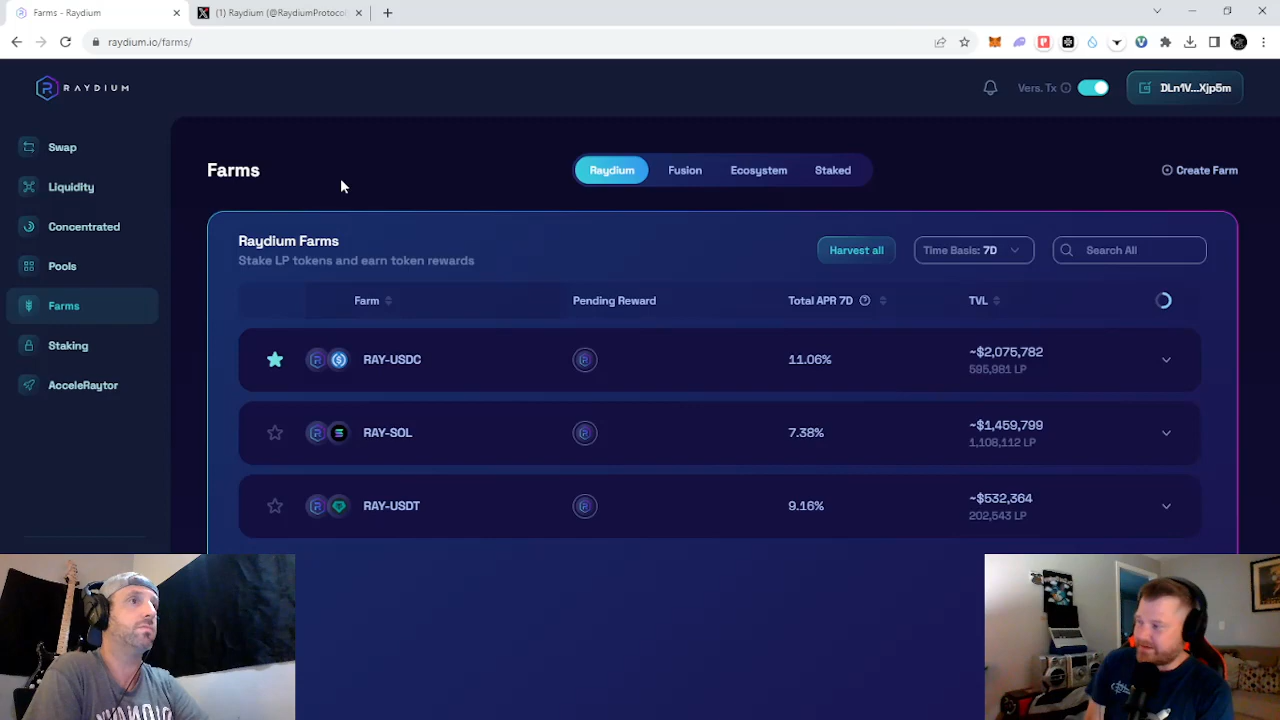 Farms - Raydium
(1) Raydium (@RaydiumProtocol
raydium.io/farms/
RAYDIUM
Vers. Tx
DLn1V...Xjp5m
Swap
Liquidity
Concentrated
Pools
Farms
Staking
AcceleRaytor
Farms
Raydium
Fusion
Ecosystem
Staked
Create Farm
Raydium Farms
Stake LP tokens and earn token rewards
Harvest all
Time Basis: 7D
Search All
Farm
Pending Reward
Total APR 7D
TVL
RAY-USDC
11.06%
~$2,075,782
595,981 LP
RAY-SOL
7.38%
~$1,459,799
1,108,112 LP
RAY-USDT
9.16%
~$532,364
202,543 LP